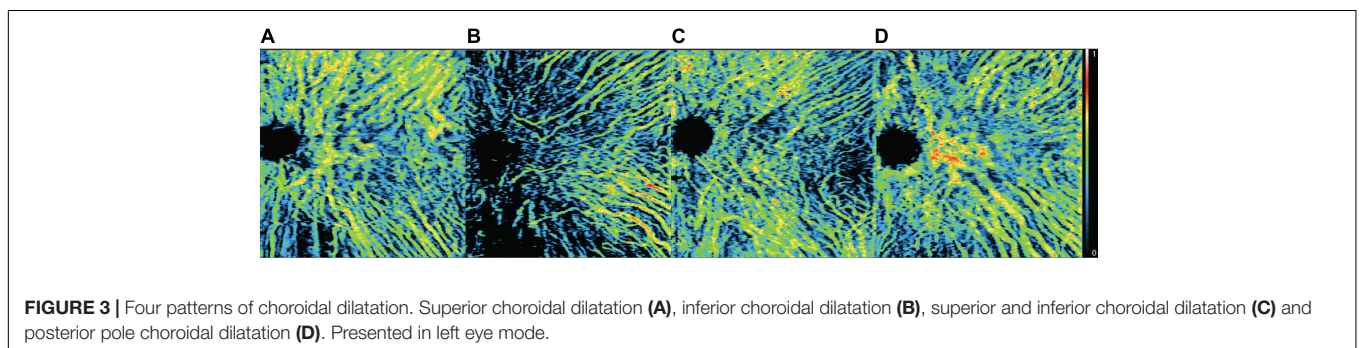 A B C D
1
0
FIGURE 3 | Four patterns of choroidal dilatation. Superior choroidal dilatation (A), inferior choroidal dilatation (B), superior and inferior choroidal dilatation (C) and
posterior pole choroidal dilatation (D). Presented in left eye mode.